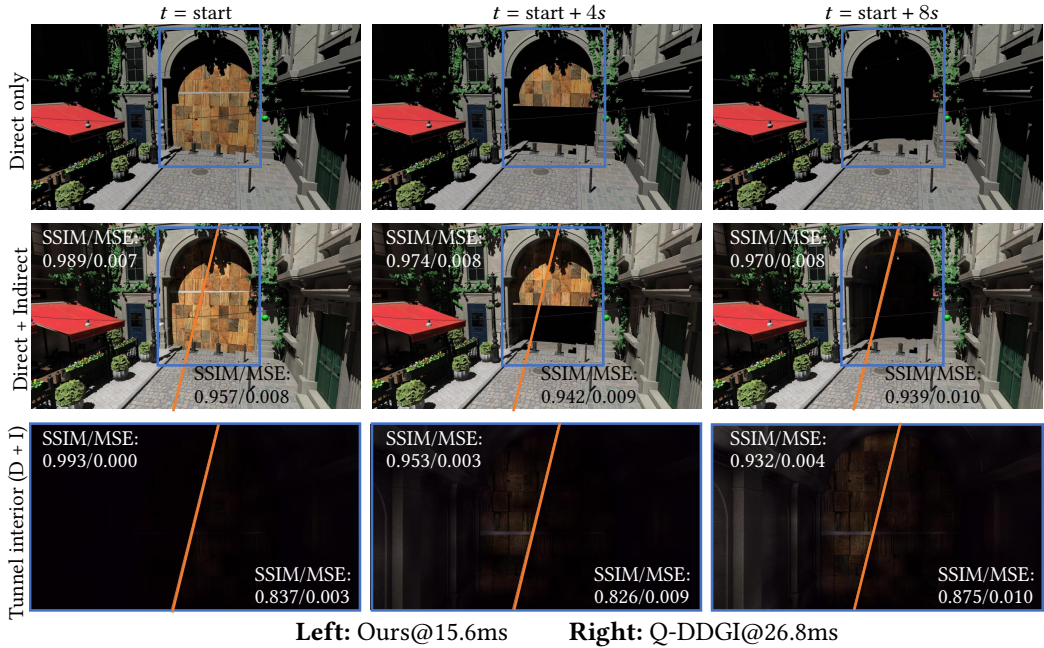 t = start
t = start + 4s
t = start + 8s
Direct only
Direct + Indirect
SSIM/MSE:
0.989/0.007
SSIM/MSE:
0.957/0.008
SSIM/MSE:
0.974/0.008
SSIM/MSE:
0.942/0.009
SSIM/MSE:
0.970/0.008
SSIM/MSE:
0.939/0.010
Tunnel interior (D + I)
SSIM/MSE:
0.993/0.000
SSIM/MSE:
0.837/0.003
SSIM/MSE:
0.953/0.003
SSIM/MSE:
0.826/0.009
SSIM/MSE:
0.932/0.004
SSIM/MSE:
0.875/0.010
Left: Ours@15.6ms
Right: Q-DDGI@26.8ms